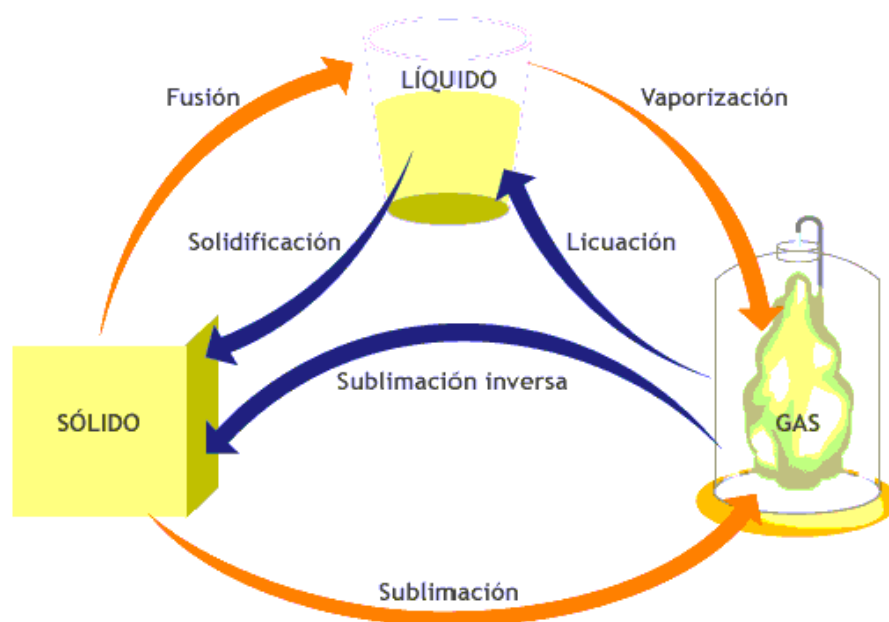 LÍQUIDO
Fusión
Vaporización
Solidificación
Licuación
Sublimación inversa
SÓLIDO
GAS
Sublimación